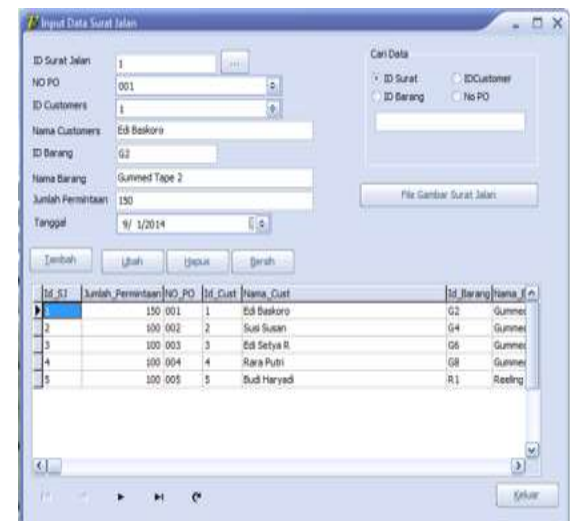 Input Data Surat Jalan
ID Surat Jalan 1 ...
NO PO 001
ID Customers 1
Nama Customers Edi Baskoro
ID Barang G2
Nama Barang Gummed Tape 2
Jumlah Permintaan 150
Tanggal 9/ 1/2014
Cari Data
ID Surat IDCustomer
ID Barang No PO
File Gambar Surat Jalan
Tambah Ubah Hapus Bersih
Id_SJ Jumlah_Permintaan NO_PO Id_Cust Nama_Cust Id_Barang Nama_
1 150 001 1 Edi Baskoro G2 Gummed
2 100 002 2 Susi Susan G4 Gummed
3 100 003 3 Edi Setya R G6 Gummed
4 100 004 4 Rara Putri G8 Gummed
5 100 005 5 Budi Haryadi R1 Reeling
Keluar